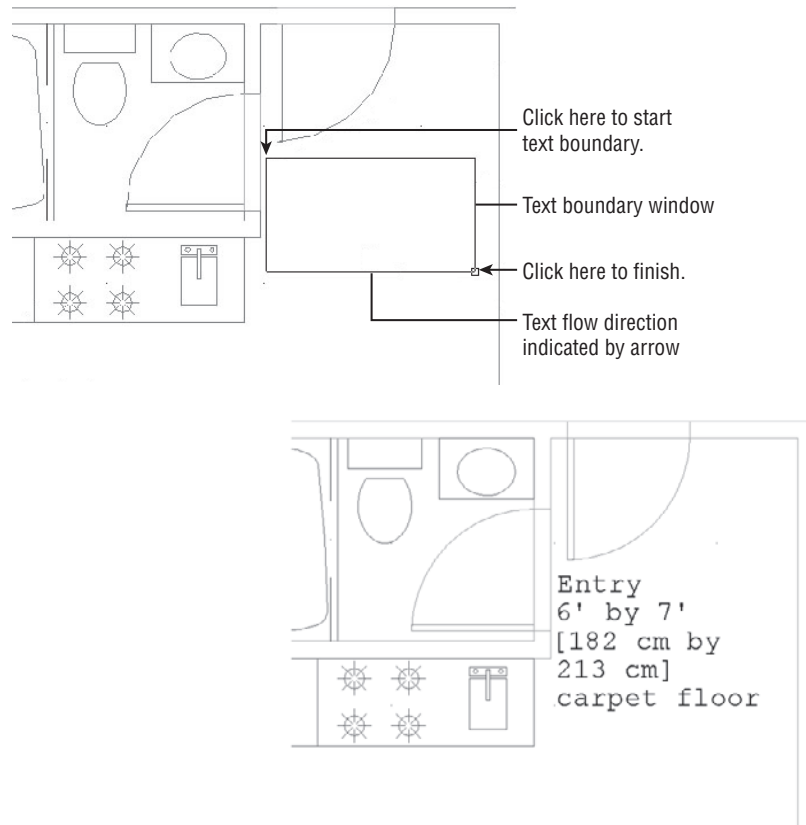 Click here to start
text boundary.
Text boundary window
Click here to finish.
Text flow direction
indicated by arrow
Entry
6' by 7'
[182 cm by
213 cm]
carpet floor